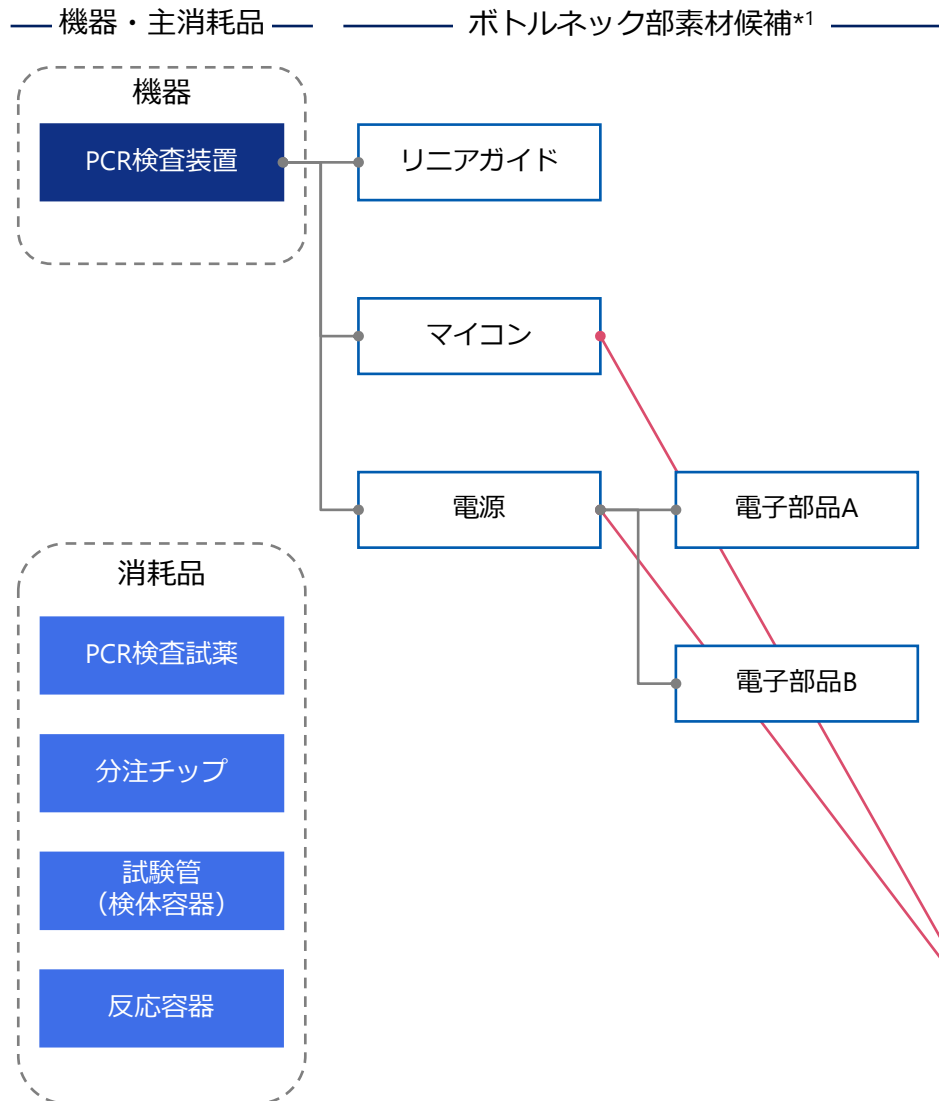 機器・主消耗品
ボトルネック部素材候補*1
機器
PCR検査装置
リニアガイド
マイコン
電源
電子部品A
電子部品B
消耗品
PCR検査試薬
分注チップ
試験管
（検体容器）
反応容器